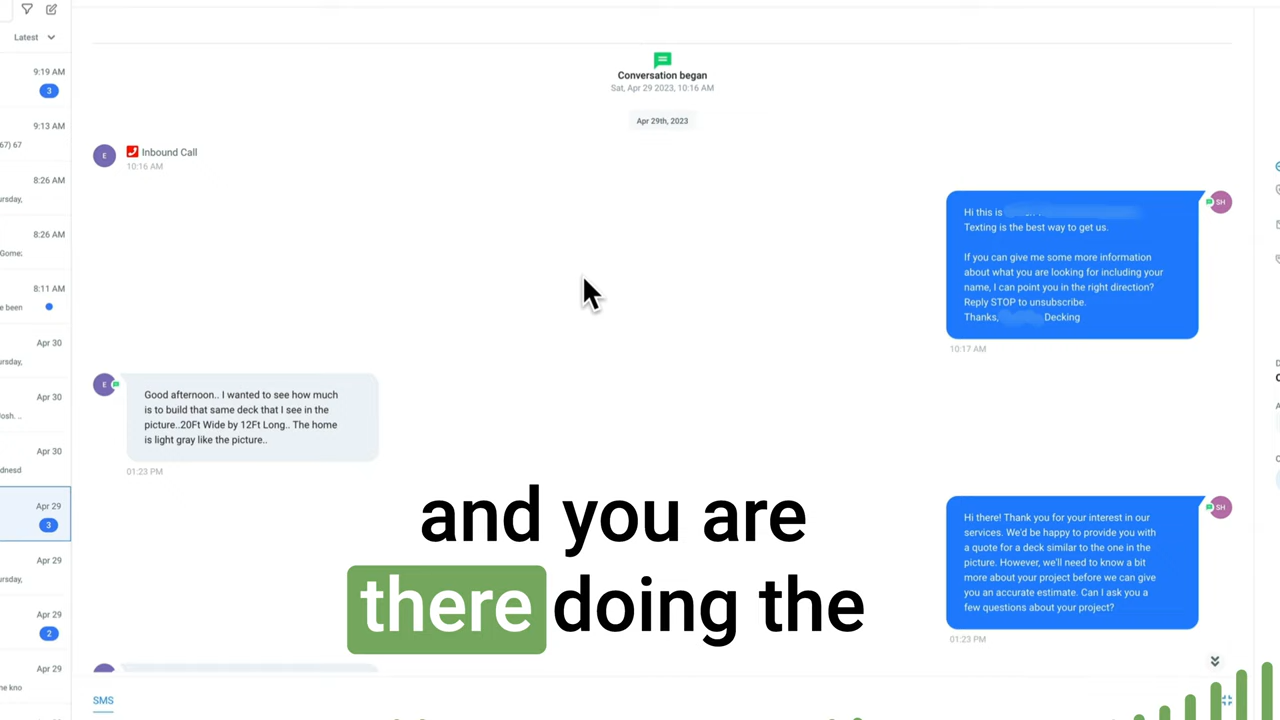 Latest
9:19 AM
3
9:13 AM
67) 67
8:26 AM
ursday,
8:26 AM
Gome;
8:11 AM
e been
Apr 30
ursday,
Apr 30
osh. ..
Apr 30
dnesd
Apr 29
3
Apr 29
ursday,
Apr 29
2
Apr 29
ne kno
Conversation began
Sat, Apr 29 2023, 10:16 AM
Apr 29th, 2023
E
Inbound Call
10:16 AM
SH
Hi this is
Texting is the best way to get us.
If you can give me some more information
about what you are looking for including your
name, I can point you in the right direction?
Reply STOP to unsubscribe.
Thanks, Decking
10:17 AM
E
Good afternoon.. I wanted to see how much
is to build that same deck that I see in the
picture..20Ft Wide by 12Ft Long.. The home
is light gray like the picture..
01:23 PM
SH
Hi there! Thank you for your interest in our
services. We'd be happy to provide you with
a quote for a deck similar to the one in the
picture. However, we'll need to know a bit
more about your project before we can give
you an accurate estimate. Can I ask you a
few questions about your project?
01:23 PM
and you are
there doing the
SMS